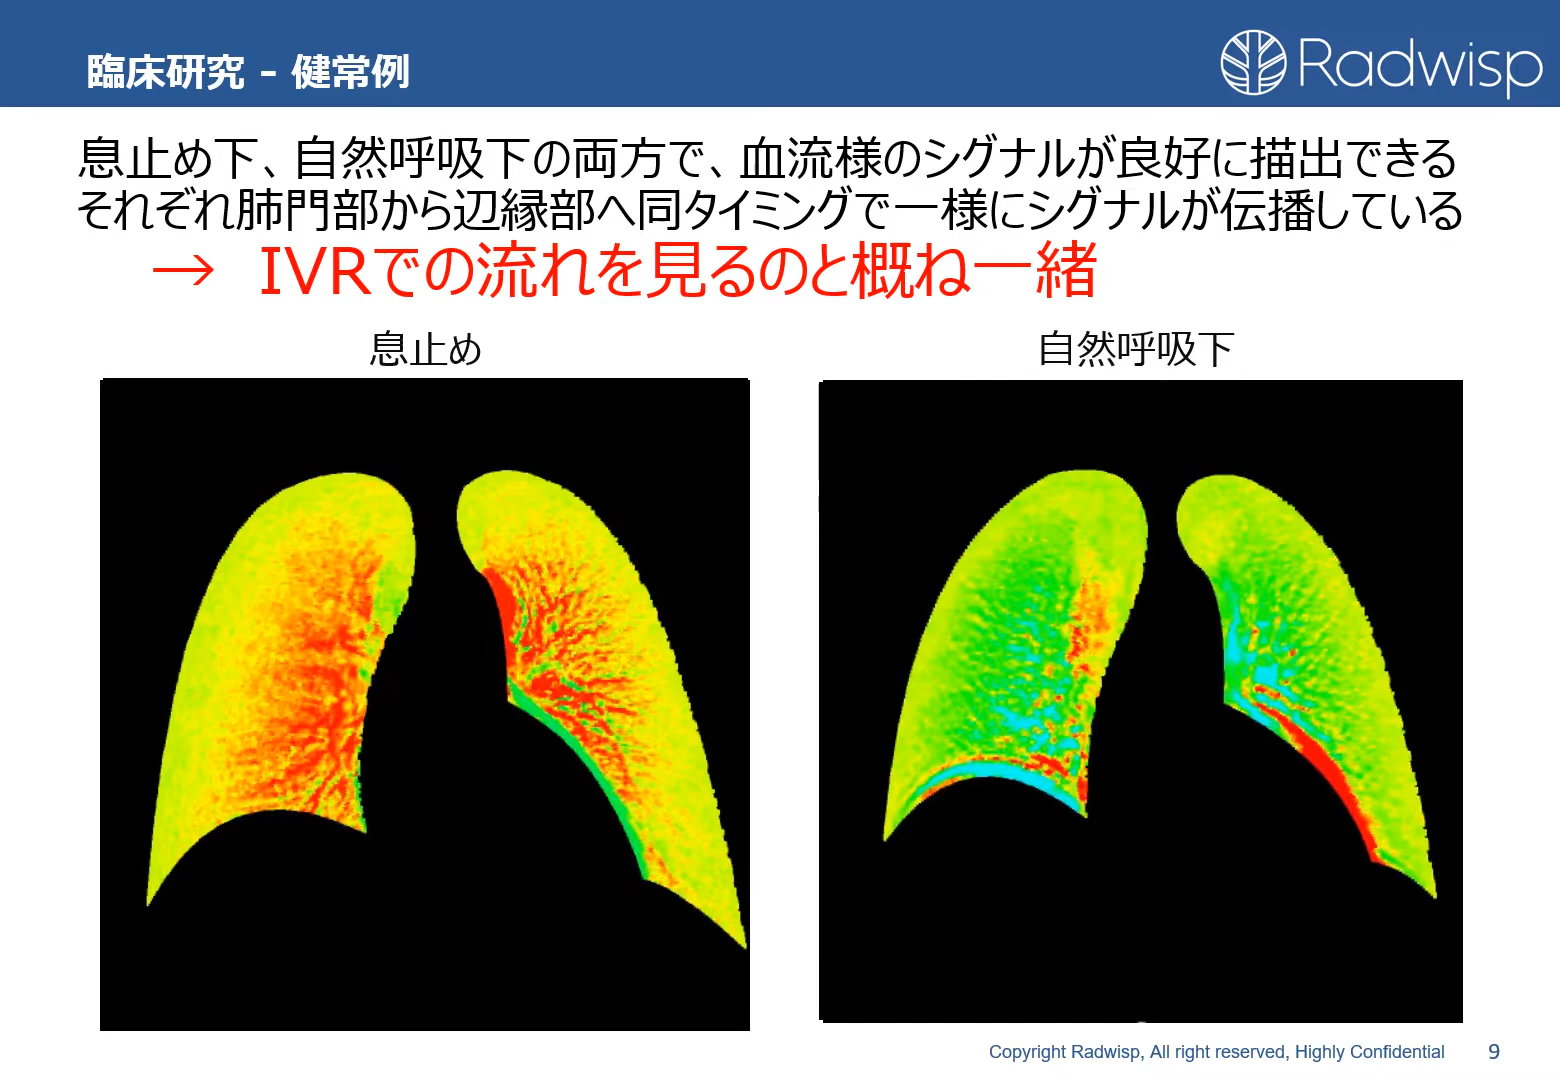 臨床研究 - 健常例
Radwisp
息止め下、自然呼吸下の両方で、血流様のシグナルが良好に描出できる
それぞれ肺門部から辺縁部へ同タイミングで一様にシグナルが伝播している
→ IVRでの流れを見るのと概ね一緒
息止め
自然呼吸下
Copyright Radwisp, All right reserved, Highly Confidential
9